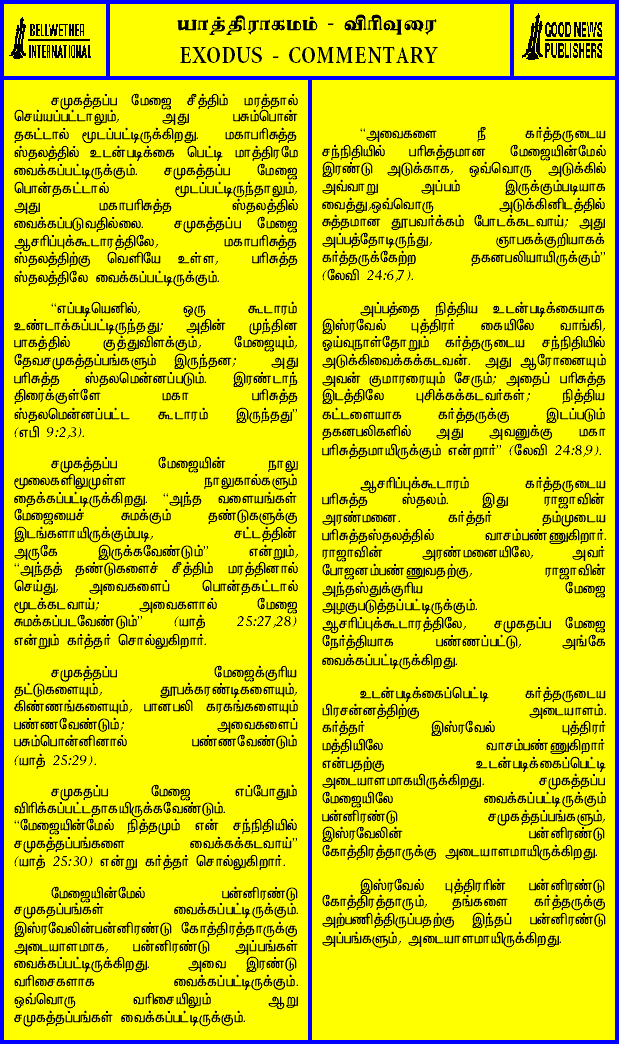 BELLWETHER
INTERNATIONAL
யாத்திராகமம் - விரிவுரை
EXODUS - COMMENTARY
GOOD NEWS
PUBLISHERS
சமுகத்தப்ப மேஜை சீத்திம் மரத்தால்
செய்யப்பட்டாலும், அது பசும்பொன்
தகட்டால் மூடப்பட்டிருக்கிறது. மகாபரிசுத்த
ஸ்தலத்தில் உடன்படிக்கை பெட்டி மாத்திரமே
வைக்கப்பட்டிருக்கும். சமுகத்தப்ப மேஜை
பொன்தகட்டால் மூடப்பட்டிருந்தாலும்,
அது மகாபரிசுத்த ஸ்தலத்தில்
வைக்கப்படுவதில்லை. சமுகத்தப்ப மேஜை
ஆசரிப்புக்கூடாரத்திலே, மகாபரிசுத்த
ஸ்தலத்திற்கு வெளியே உள்ள, பரிசுத்த
ஸ்தலத்திலே வைக்கப்பட்டிருக்கும்.
“எப்படியெனில், ஒரு கூடாரம்
உண்டாக்கப்பட்டிருந்தது; அதின் முந்தின
பாகத்தில் குத்துவிளக்கும், மேஜையும்,
தேவசமுகத்தப்பங்களும் இருந்தன; அது
பரிசுத்த ஸ்தலமென்னப்படும். இரண்டாந்
திரைக்குள்ளே மகா பரிசுத்த
ஸ்தலமென்னப்பட்ட கூடாரம் இருந்தது”
(எபி 9:2,3).
சமுகத்தப்ப மேஜையின் நாலு
மூலைகளிலுமுள்ள நாலுகால்களும்
தைக்கப்பட்டிருக்கிறது. “அந்த வளையங்கள்
மேஜையைச் சுமக்கும் தண்டுகளுக்கு
இடங்களாயிருக்கும்படி, சட்டத்தின்
அருகே இருக்கவேண்டும்” என்றும்,
“அந்தத் தண்டுகளைச் சீத்திம் மரத்தினால்
செய்து, அவைகளைப் பொன்தகட்டால்
மூடக்கடவாய்; அவைகளால் மேஜை
சுமக்கப்படவேண்டும்” (யாத் 25:27,28)
என்றும் கர்த்தர் சொல்லுகிறார்.
சமுகத்தப்ப மேஜைக்குரிய
தட்டுகளையும், தூபக்கரண்டிகளையும்,
கிண்ணங்களையும், பானபலி கரகங்களையும்
பண்ணவேண்டும்; அவைகளைப்
பசும்பொன்னினால் பண்ணவேண்டும்
(யாத் 25:29).
சமுகதப்ப மேஜை எப்போதும்
விரிக்கப்பட்டதாகயிருக்கவேண்டும்.
“மேஜையின்மேல் நித்தமும் என் சந்நிதியில்
சமுகத்தப்பங்களை வைக்கக்கடவாய்”
(யாத் 25:30) என்று கர்த்தர் சொல்லுகிறார்.
மேஜையின்மேல் பன்னிரண்டு
சமுகதப்பங்கள் வைக்கப்பட்டிருக்கும்.
இஸ்ரவேலின்பன்னிரண்டு கோத்திரத்தாருக்கு
அடையாளமாக, பன்னிரண்டு அப்பங்கள்
வைக்கப்பட்டிருக்கிறது. அவை இரண்டு
வரிசைகளாக வைக்கப்பட்டிருக்கும்.
ஒவ்வொரு வரிசையிலும் ஆறு
சமுகதப்பங்கள் வைக்கப்பட்டிருக்கும்.
“அவைகளை நீ கர்த்தருடைய
சந்நிதியில் பரிசுத்தமான மேஜையின்மேல்
இரண்டு அடுக்காக, ஒவ்வொரு அடுக்கில்
அவ்வாறு அப்பம் இருக்கும்படியாக
வைத்து,ஒவ்வொரு அடுக்கினிடத்தில்
சுத்தமான தூபவர்க்கம் போடக்கடவாய்; அது
அப்பத்தோடிருந்து, ஞாபகக்குறியாகக்
கர்த்தருக்கேற்ற தகனபலியாயிருக்கும்”
(லேவி 24:6,7).
அப்பத்தை நித்திய உடன்படிக்கையாக
இஸ்ரவேல் புத்திரர் கையிலே வாங்கி,
ஓய்வுநாள்தோறும் கர்த்தருடைய சந்நிதியில்
அடுக்கிவைக்கக்கடவன். அது ஆரோனையும்
அவன் குமாரரையும் சேரும்; அதைப் பரிசுத்த
இடத்திலே புசிக்கக்கடவர்கள்; நித்திய
கட்டளையாக கர்த்தருக்கு இடப்படும்
தகனபலிகளில் அது அவனுக்கு மகா
பரிசுத்தமாயிருக்கும் என்றார்” (லேவி 24:8,9).
ஆசரிப்புக்கூடாரம் கர்த்தருடைய
பரிசுத்த ஸ்தலம். இது ராஜாவின்
அரண்மனை. கர்த்தர் தம்முடைய
பரிசுத்தஸ்தலத்தில் வாசம்பண்ணுகிறார்.
ராஜாவின் அரண்மனையிலே, அவர்
போஜனம்பண்ணுவதற்கு, ராஜாவின்
அந்தஸ்துக்குரிய மேஜை
அழகுபடுத்தப்பட்டிருக்கும்.
ஆசரிப்புக்கூடாரத்திலே, சமுகதப்ப மேஜை
நேர்த்தியாக பண்ணப்பட்டு, அங்கே
வைக்கப்பட்டிருக்கிறது.
உடன்படிக்கைப்பெட்டி கர்த்தருடைய
பிரசன்னத்திற்கு அடையாளம்.
கர்த்தர் இஸ்ரவேல் புத்திரர்
மத்தியிலே வாசம்பண்ணுகிறார்
என்பதற்கு உடன்படிக்கைப்பெட்டி
அடையாளமாகயிருக்கிறது. சமுகத்தப்ப
மேஜையிலே வைக்கப்பட்டிருக்கும்
பன்னிரண்டு சமுகத்தப்பங்களும்,
இஸ்ரவேலின் பன்னிரண்டு
கோத்திரத்தாருக்கு அடையாளமாயிருக்கிறது.
இஸ்ரவேல் புத்திரரின் பன்னிரண்டு
கோத்திரத்தாரும், தங்களை கர்த்தருக்கு
அற்பணித்திருப்பதற்கு இந்தப் பன்னிரண்டு
அப்பங்களும், அடையாளமாயிருக்கிறது.